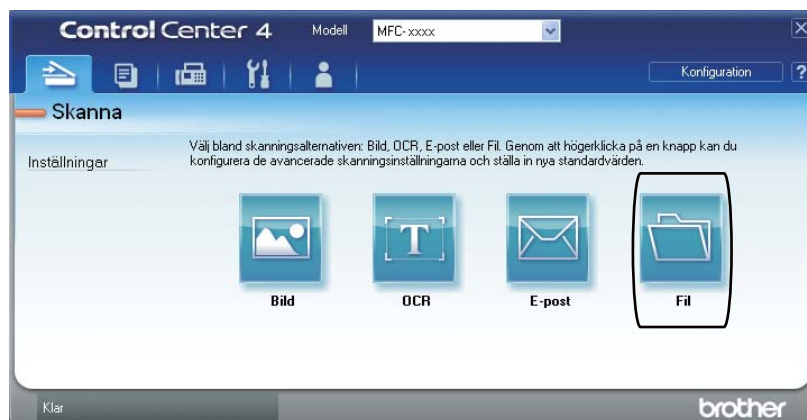 Control Center 4 Modell MFC-xxxx
Konfiguration ?
Skanna
Välj bland skanningsalternativen: Bild, OCR, E-post eller Fil. Genom att högerklicka på en knapp kan du
konfigurera de avancerade skanningsinställningarna och ställa in nya standardvärden.
Inställningar
T
Bild OCR E-post Fil
Klar brother